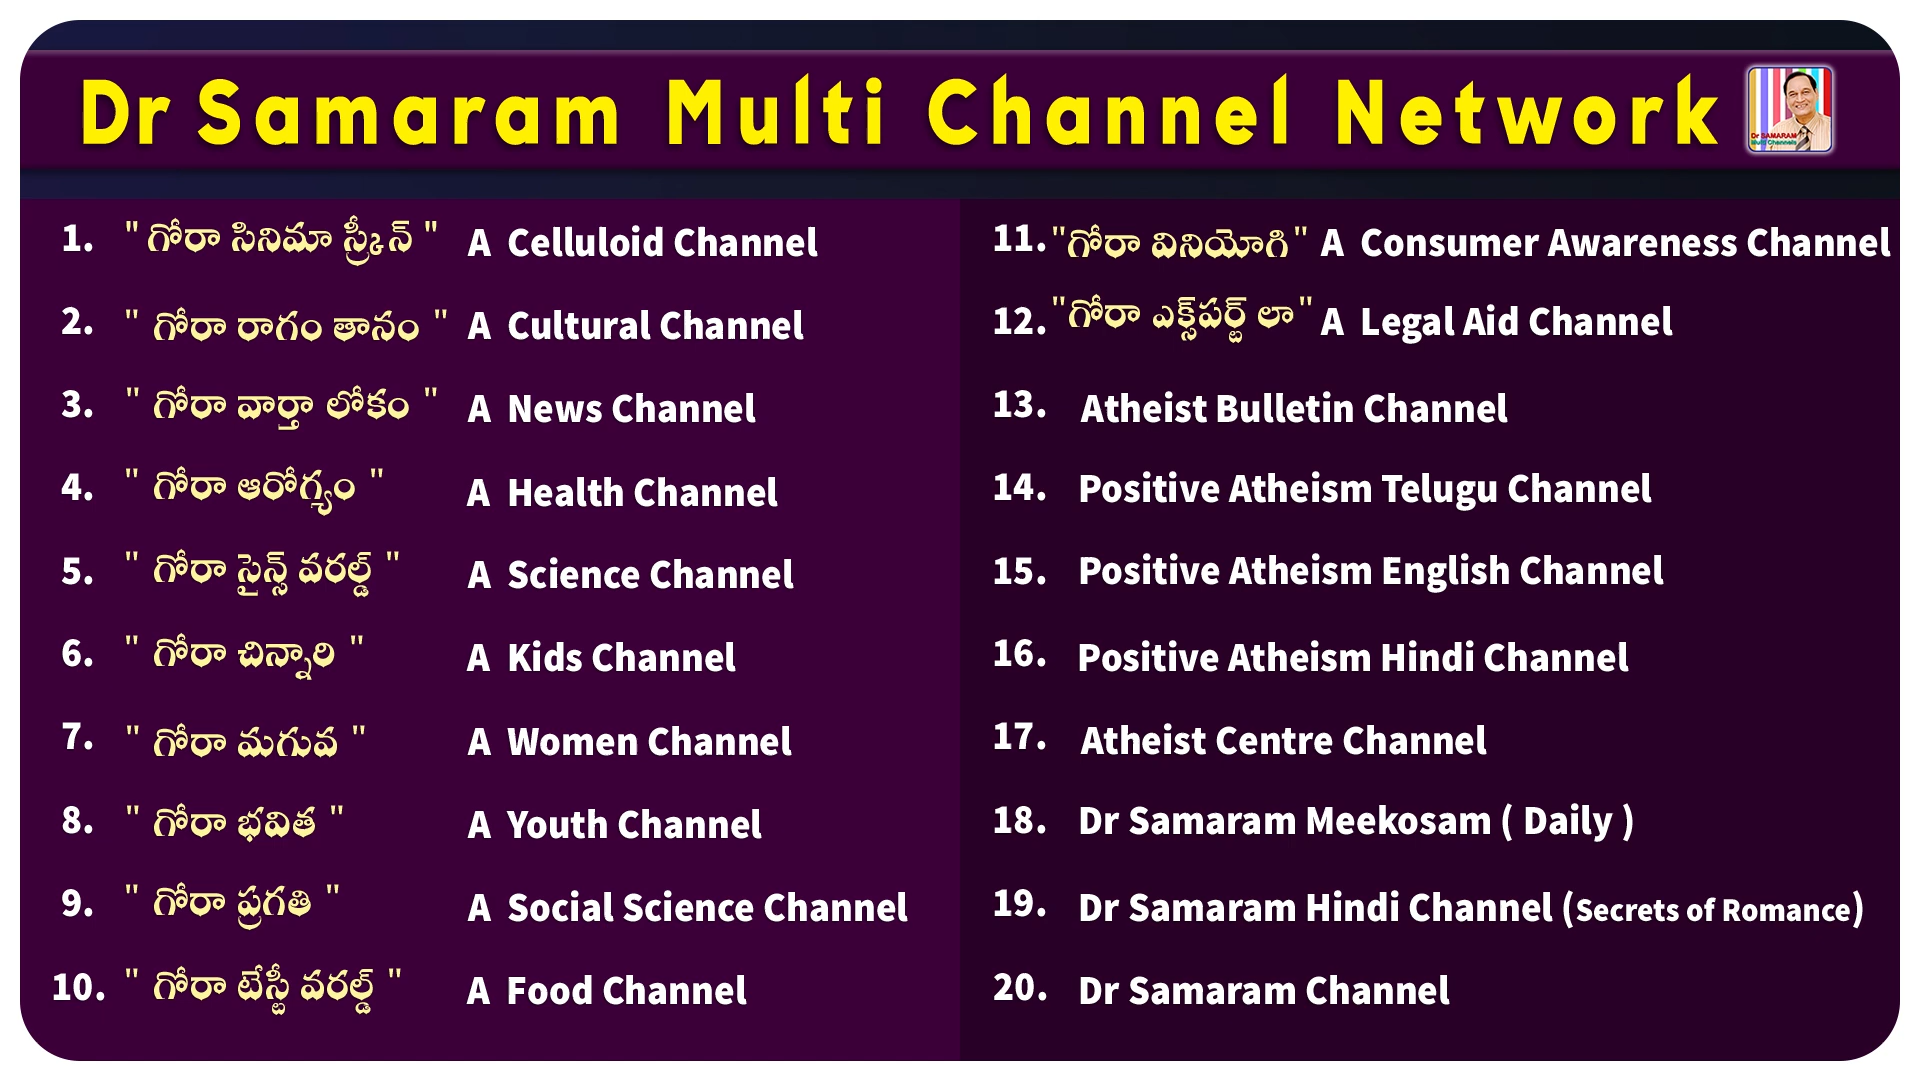 Dr Samaram Multi Channel Network
Dr SAMARAM
Multi Channels
1. " గోరా సినిమా స్క్రీన్ " A Celluloid Channel
2. " గోరా రాగం తానం " A Cultural Channel
3. " గోరా వార్తా లోకం " A News Channel
4. " గోరా ఆరోగ్యం " A Health Channel
5. " గోరా సైన్స్ వరల్డ్ " A Science Channel
6. " గోరా చిన్నారి " A Kids Channel
7. " గోరా మగువ " A Women Channel
8. " గోరా భవిత " A Youth Channel
9. " గోరా ప్రగతి " A Social Science Channel
10. " గోరా టేస్టీ వరల్డ్ " A Food Channel
11. "గోరా వినియోగి" A Consumer Awareness Channel
12. "గోరా ఎక్స్‌పర్ట్ లా" A Legal Aid Channel
13. Atheist Bulletin Channel
14. Positive Atheism Telugu Channel
15. Positive Atheism English Channel
16. Positive Atheism Hindi Channel
17. Atheist Centre Channel
18. Dr Samaram Meekosam ( Daily )
19. Dr Samaram Hindi Channel (Secrets of Romance)
20. Dr Samaram Channel